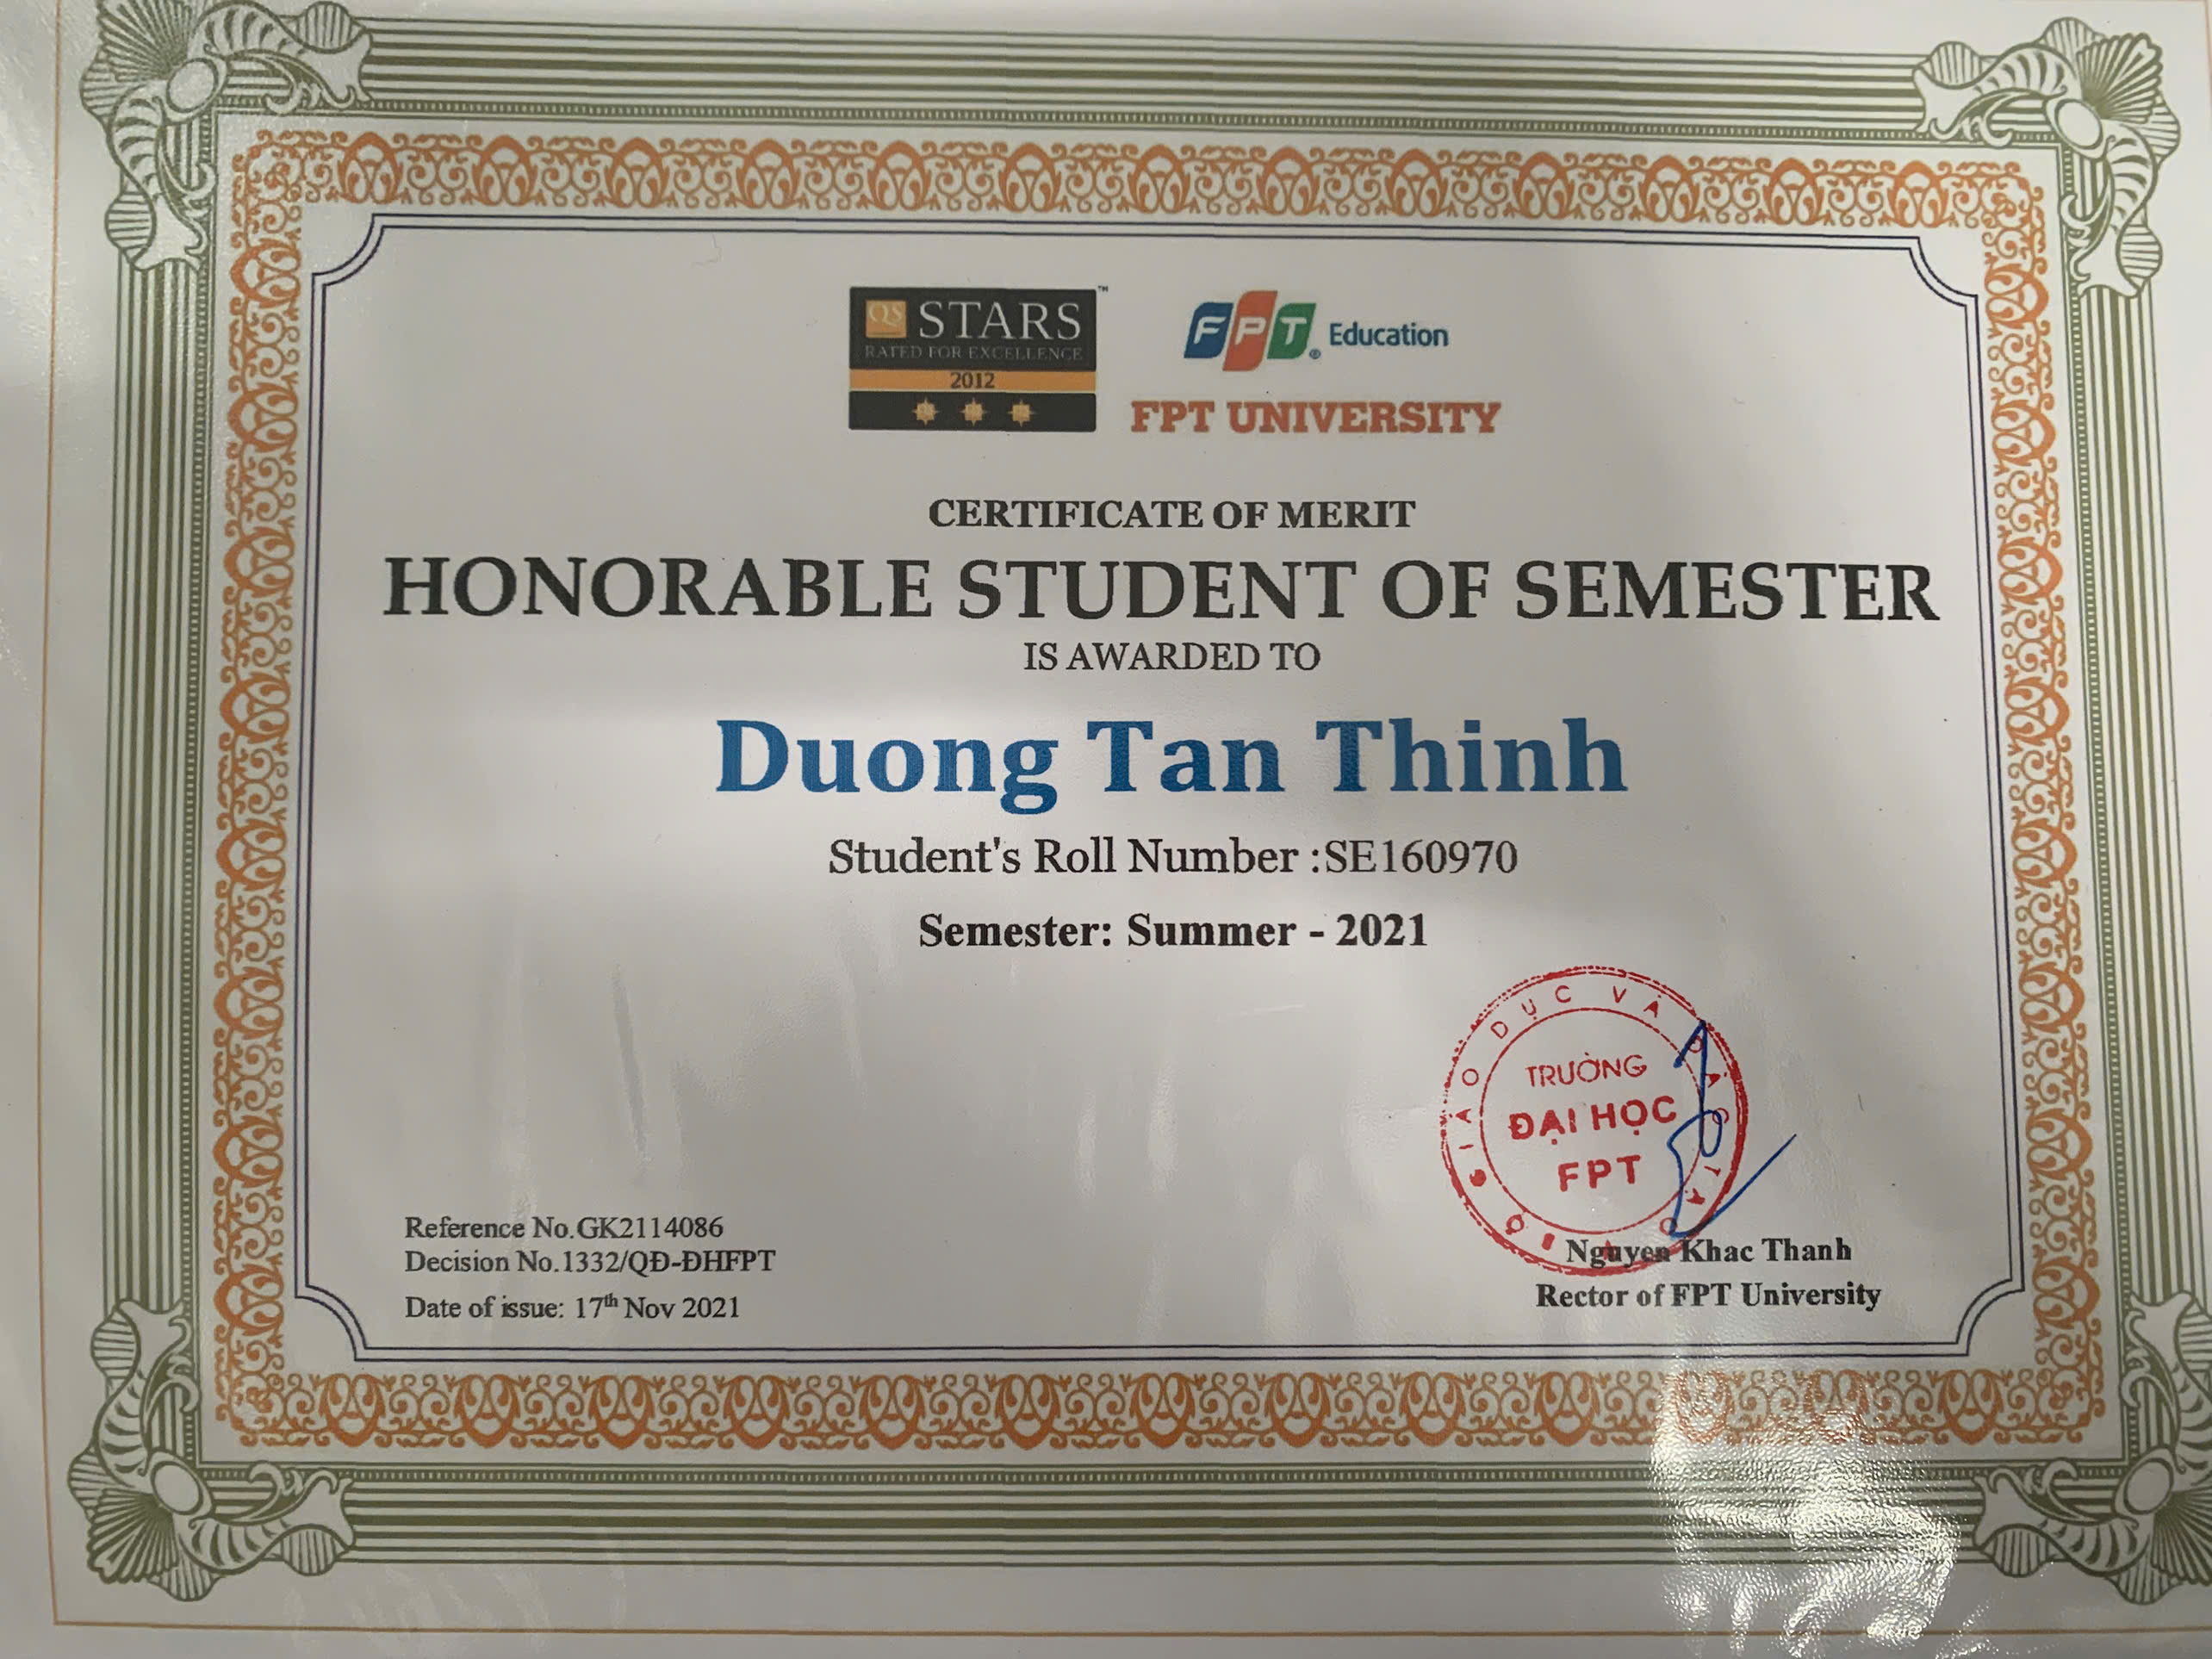 QS STARS™
RATED FOR EXCELLENCE
2012
FPT® Education
FPT UNIVERSITY
CERTIFICATE OF MERIT
HONORABLE STUDENT OF SEMESTER
IS AWARDED TO
Duong Tan Thinh
Student's Roll Number :SE160970
Semester: Summer - 2021
BỘ GIÁO DỤC VÀ ĐÀO TẠO
TRƯỜNG
ĐẠI HỌC
FPT
Reference No.GK2114086
Decision No.1332/QĐ-ĐHFPT
Date of issue: 17th Nov 2021
Nguyen Khac Thanh
Rector of FPT University